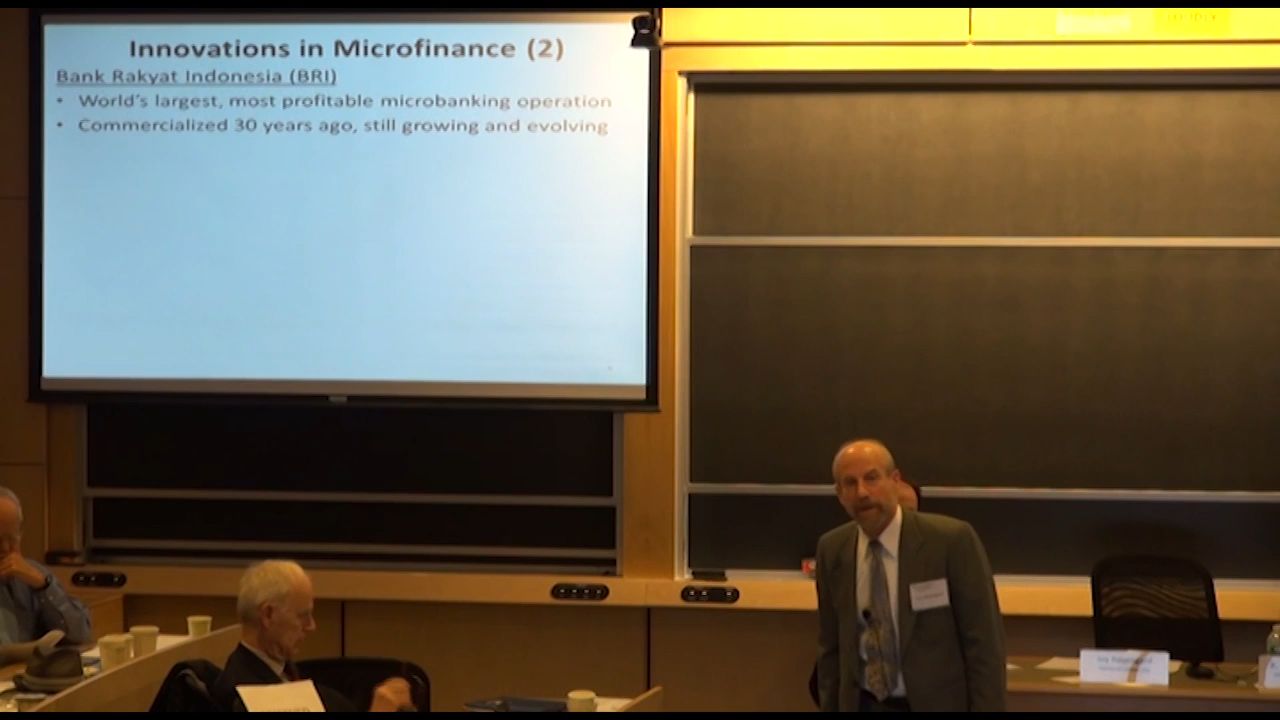 Innovations in Microfinance (2)
Bank Rakyat Indonesia (BRI)
• World's largest, most profitable microbanking operation
• Commercialized 30 years ago, still growing and evolving